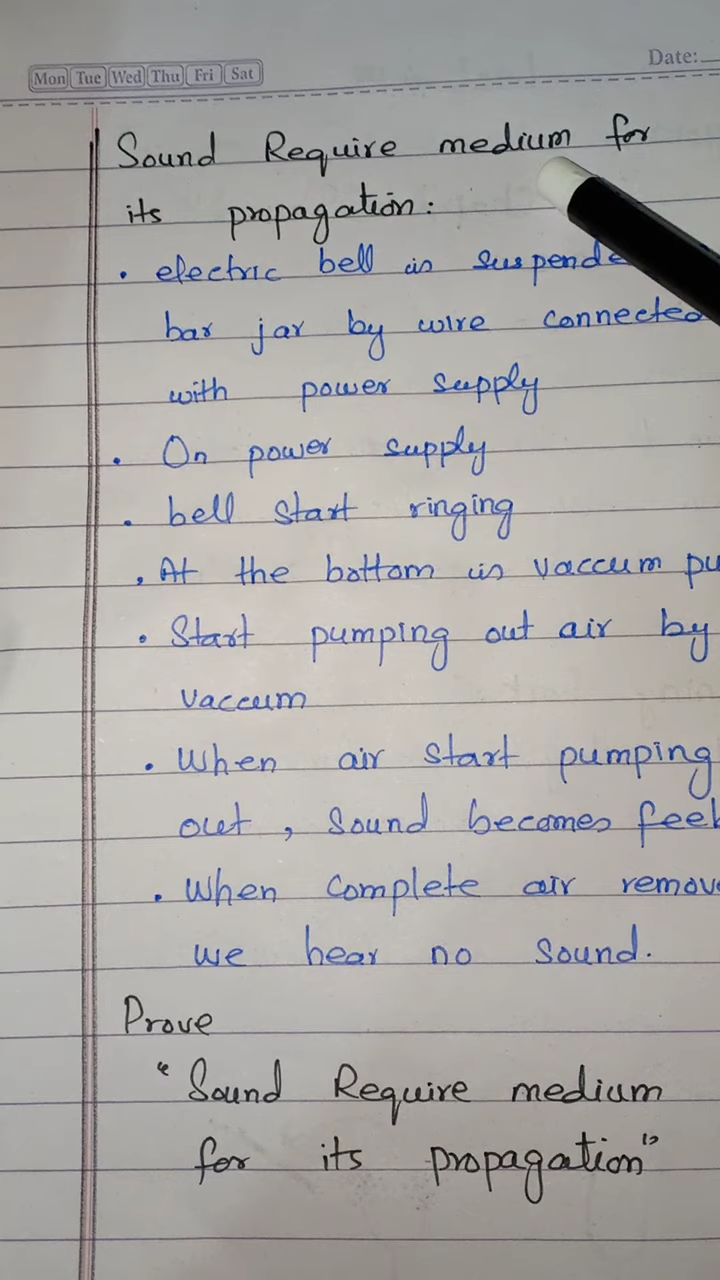 Mon Tue Wed Thu Fri Sat
Date:
Sound Require medium for
its propagation:
• electric bell is suspende
bar jar by wire connected
with power supply
• On power supply
• bell start ringing
• At the bottom is vaccum pu
• Start pumping out air by
vaccum
• When air start pumping
out, sound becomes feel
• When complete air remove
we hear no sound.
Prove
"Sound Require medium
for its propagation"